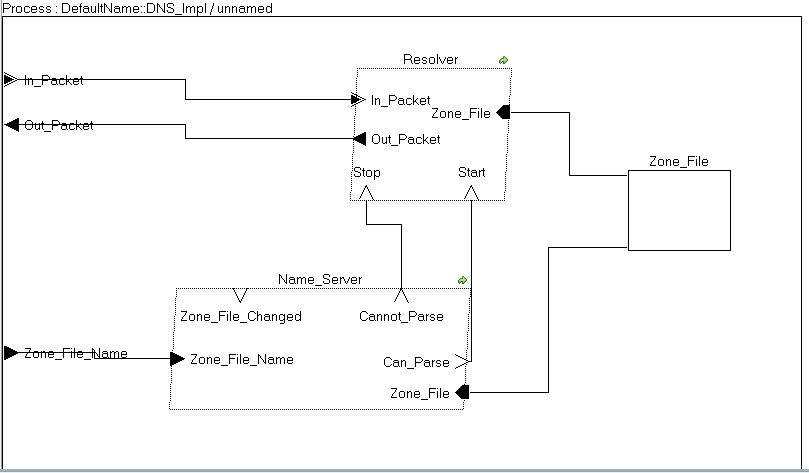 Process : DefaultName::DNS_Impl / unnamed
Resolver
In_Packet
In_Packet
Zone_File
Out_Packet
Out_Packet
Zone_File
Stop
Start
Name_Server
Zone_File_Changed
Cannot_Parse
Zone_File_Name
Zone_File_Name
Can_Parse
Zone_File